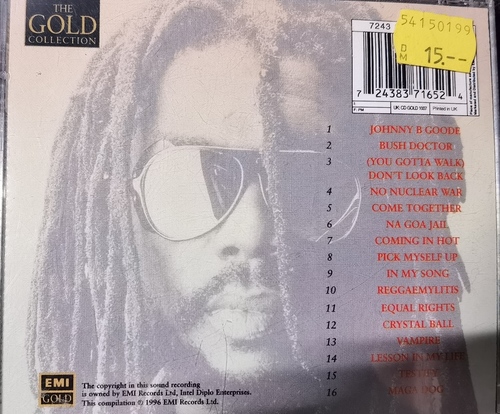 THE
GOLD
COLLECTION
54150199
DM 15.--
7243
7 24383 71652 4
UK: CD GOLD 1007 Printed in UK
1 JOHNNY B GOODE
2 BUSH DOCTOR
3 (YOU GOTTA WALK)
DON'T LOOK BACK
4 NO NUCLEAR WAR
5 COME TOGETHER
6 NA GOA JAIL
7 COMING IN HOT
8 PICK MYSELF UP
9 IN MY SONG
10 REGGAEMYLITIS
11 EQUAL RIGHTS
12 CRYSTAL BALL
13 VAMPIRE
14 LESSON IN MY LIFE
15 TESTIFY
16 MAGA DOG
EMI
GOLD
The copyright in this sound recording
is owned by EMI Records Ltd, Intel Diplo Enterprises.
This compilation ℗ 1996 EMI Records Ltd.